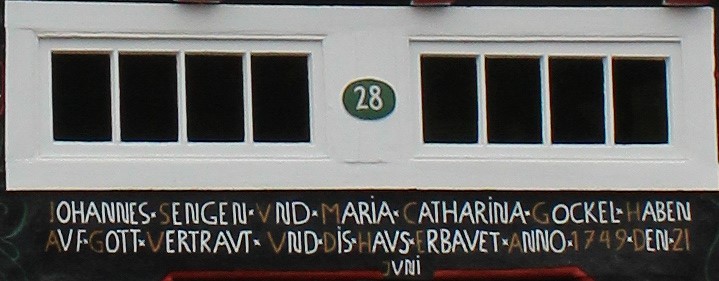 28
IOHANNES·SENGEN·VND·MARIA·CATHARINA·GOCKEL·HABEN
AVF·GOTT·VERTRAVT·VND·DIS·HAVS·ERBAVET·ANNO·1749·DEN·21
JVNI